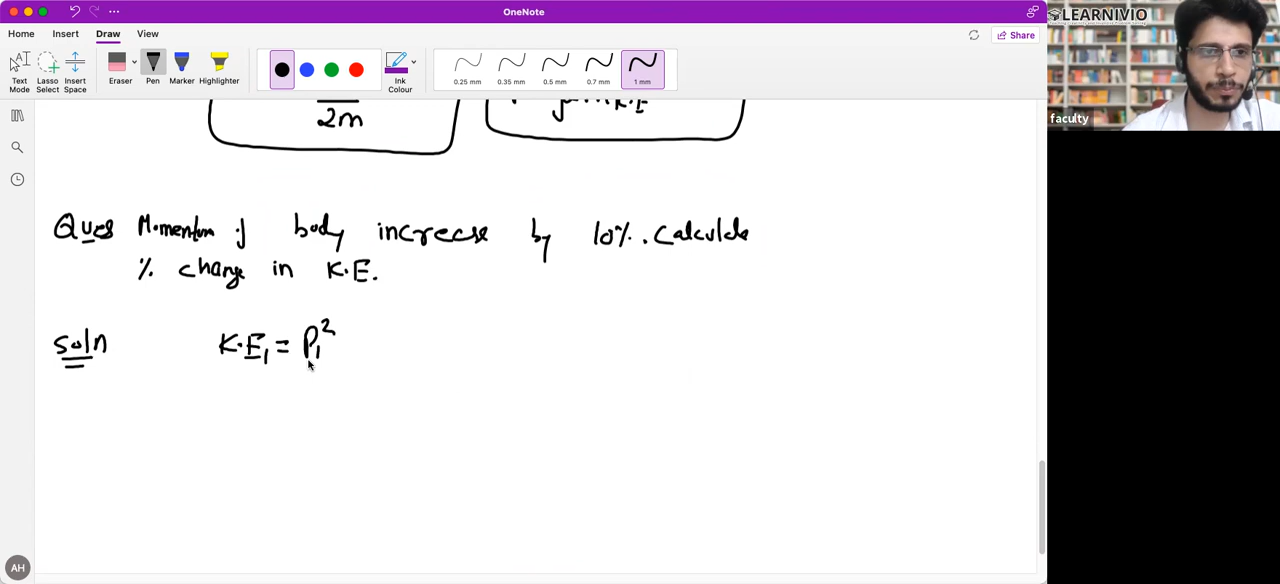 OneNote
LEARNIVIO
Home Insert Draw View
Share
Text Mode
Lasso Select
Insert Space
Eraser
Pen
Marker
Highlighter
Ink Colour
0.25 mm
0.35 mm
0.5 mm
0.7 mm
1 mm
faculty
2m
K.E
Ques Momentum of body increase by 10%. Calculate
% change in K.E.
Soln K.E₁ = P₁²
AH